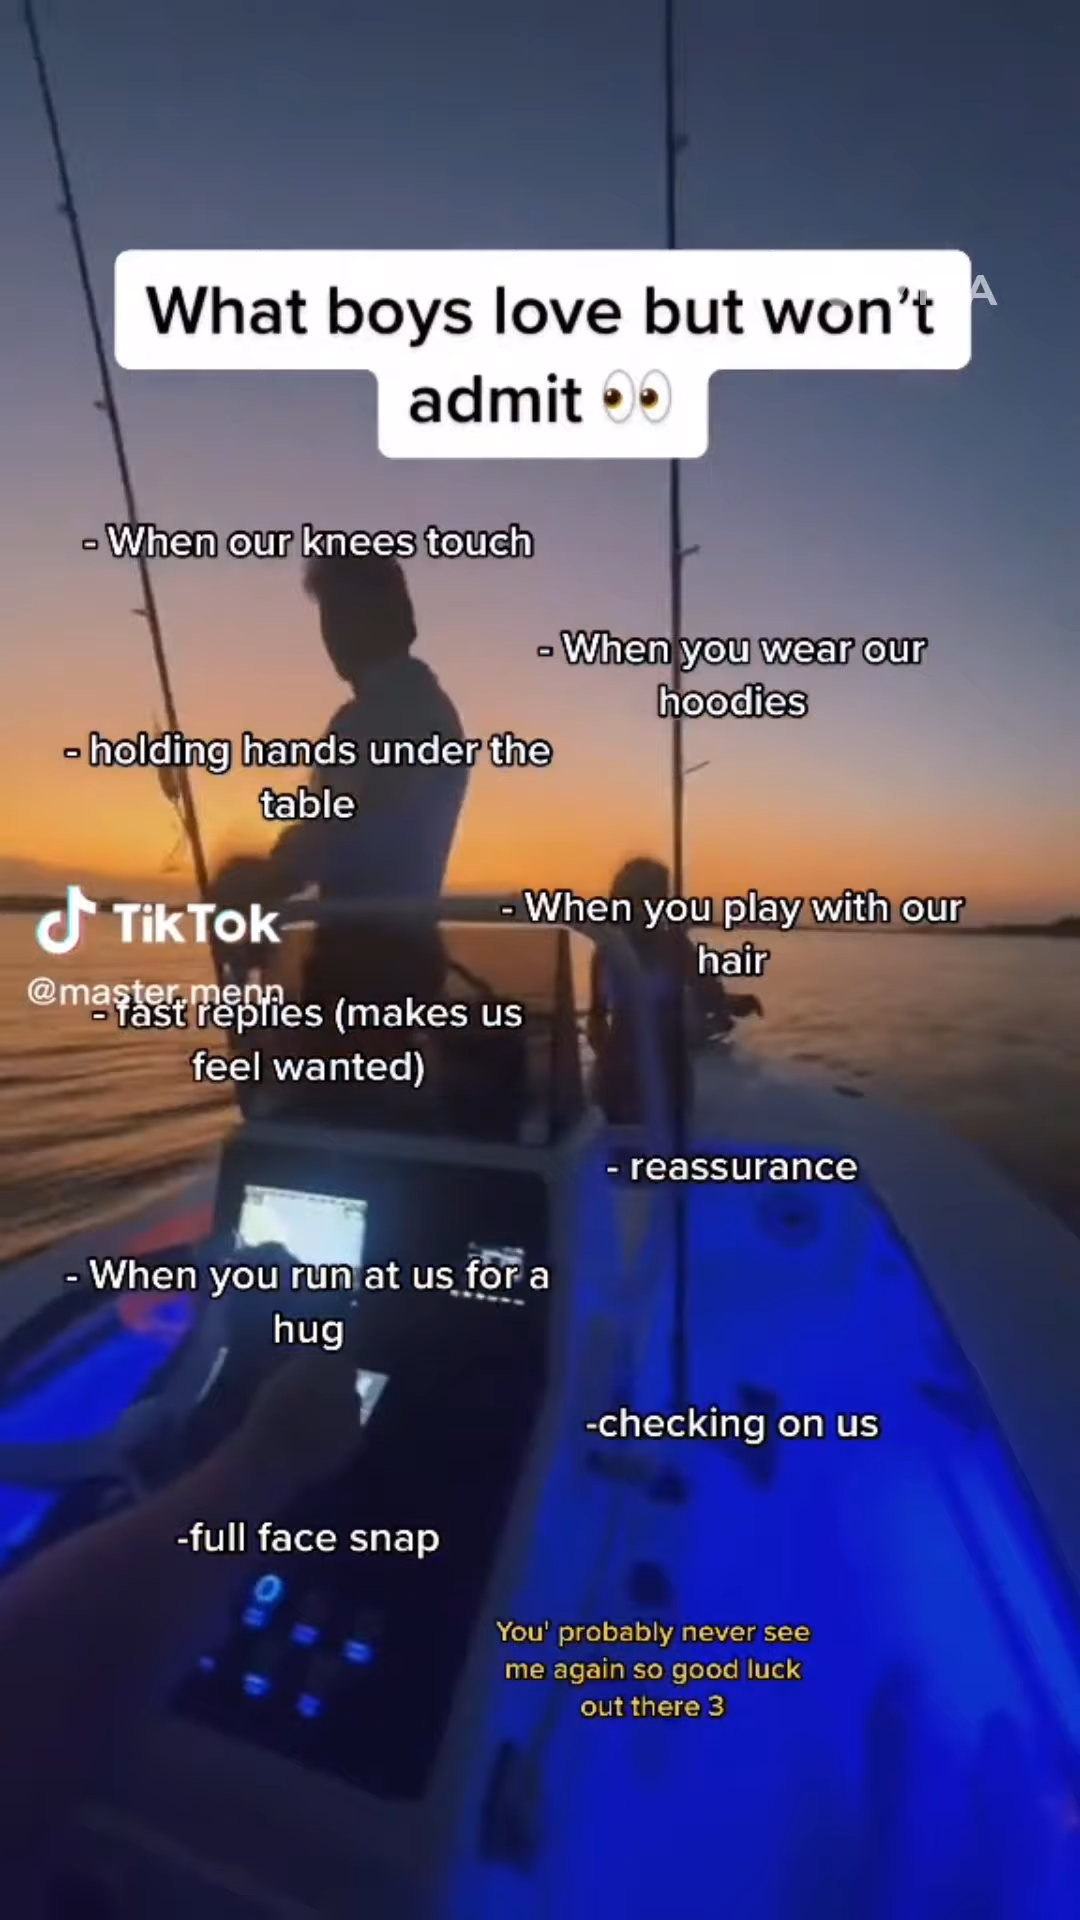 What boys love but won't
admit 👀
- When our knees touch
- When you wear our
hoodies
- holding hands under the
table
- When you play with our
hair
TikTok
@master.menn
- fast replies (makes us
feel wanted)
- reassurance
- When you run at us for a
hug
-checking on us
-full face snap
You' probably never see
me again so good luck
out there 3